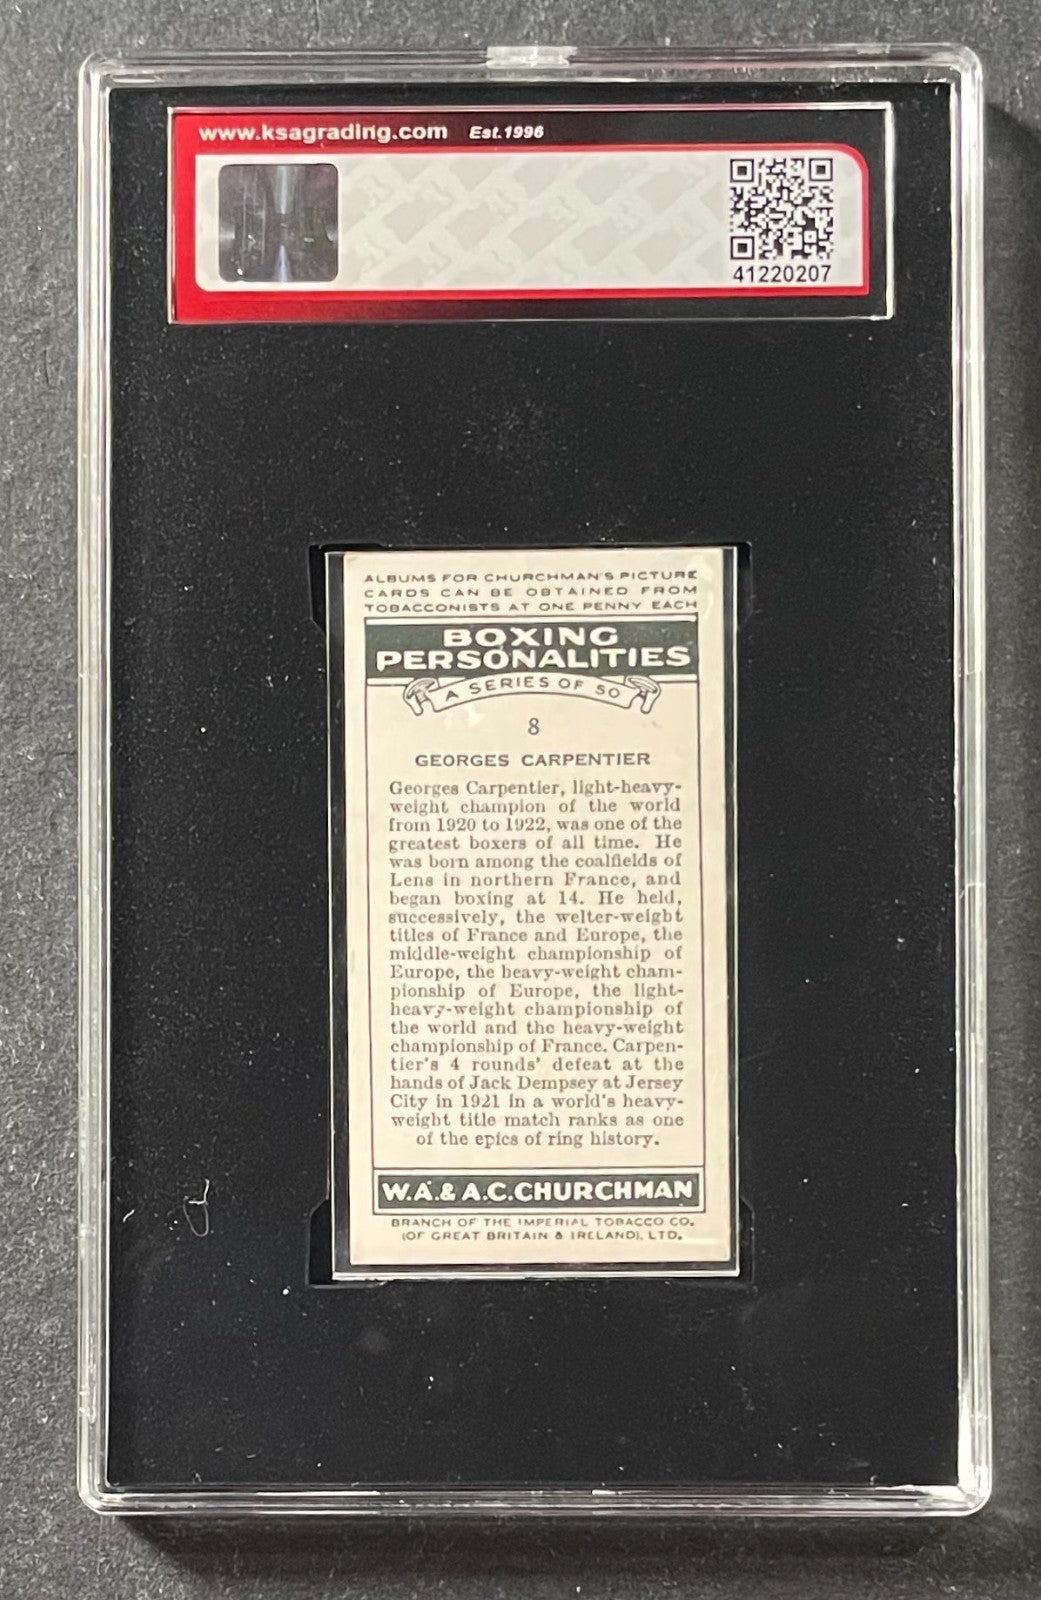 www.ksagrading.com Est.1996
41220207
ALBUMS FOR CHURCHMAN'S PICTURE
CARDS CAN BE OBTAINED FROM
TOBACCONISTS AT ONE PENNY EACH
BOXING
PERSONALITIES
A SERIES OF 50
8
GEORGES CARPENTIER
Georges Carpentier, light-heavy-
weight champion of the world
from 1920 to 1922, was one of the
greatest boxers of all time. He
was born among the coalfields of
Lens in northern France, and
began boxing at 14. He held,
successively, the welter-weight
titles of France and Europe, the
middle-weight championship of
Europe, the heavy-weight cham-
pionship of Europe, the light-
heavy-weight championship of
the world and the heavy-weight
championship of France. Carpen-
tier's 4 rounds' defeat at the
hands of Jack Dempsey at Jersey
City in 1921 in a world's heavy-
weight title match ranks as one
of the epics of ring history.
W.A. & A.C. CHURCHMAN
BRANCH OF THE IMPERIAL TOBACCO CO.
(OF GREAT BRITAIN & IRELAND), LTD.